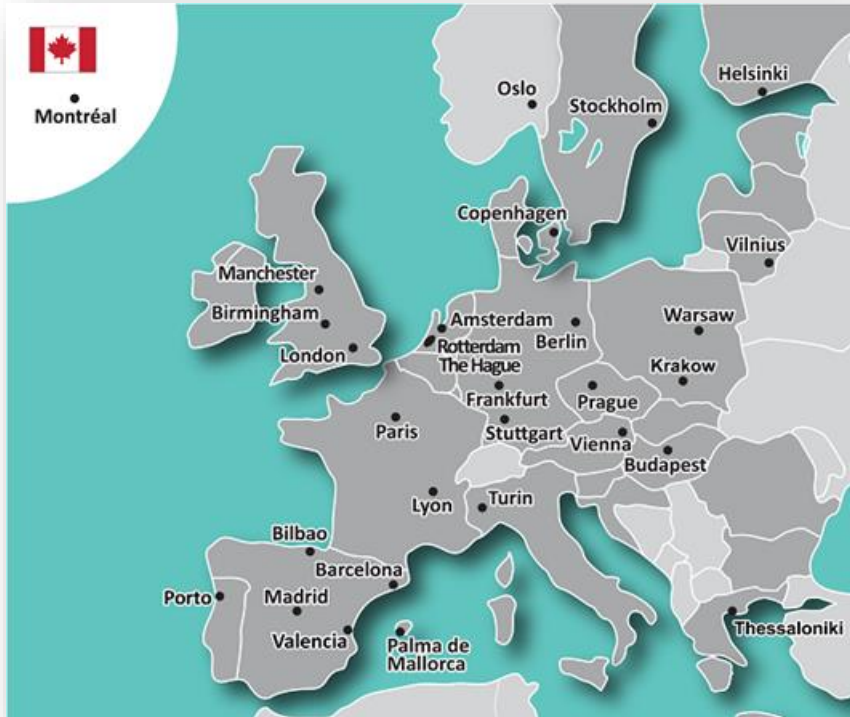 Montréal
Oslo
Helsinki
Stockholm
Copenhagen
Vilnius
Manchester
Birmingham
London
Amsterdam
Rotterdam
The Hague
Berlin
Warsaw
Krakow
Frankfurt
Prague
Paris
Stuttgart
Vienna
Budapest
Lyon
Turin
Bilbao
Barcelona
Porto
Madrid
Valencia
Palma de
Mallorca
Thessaloniki